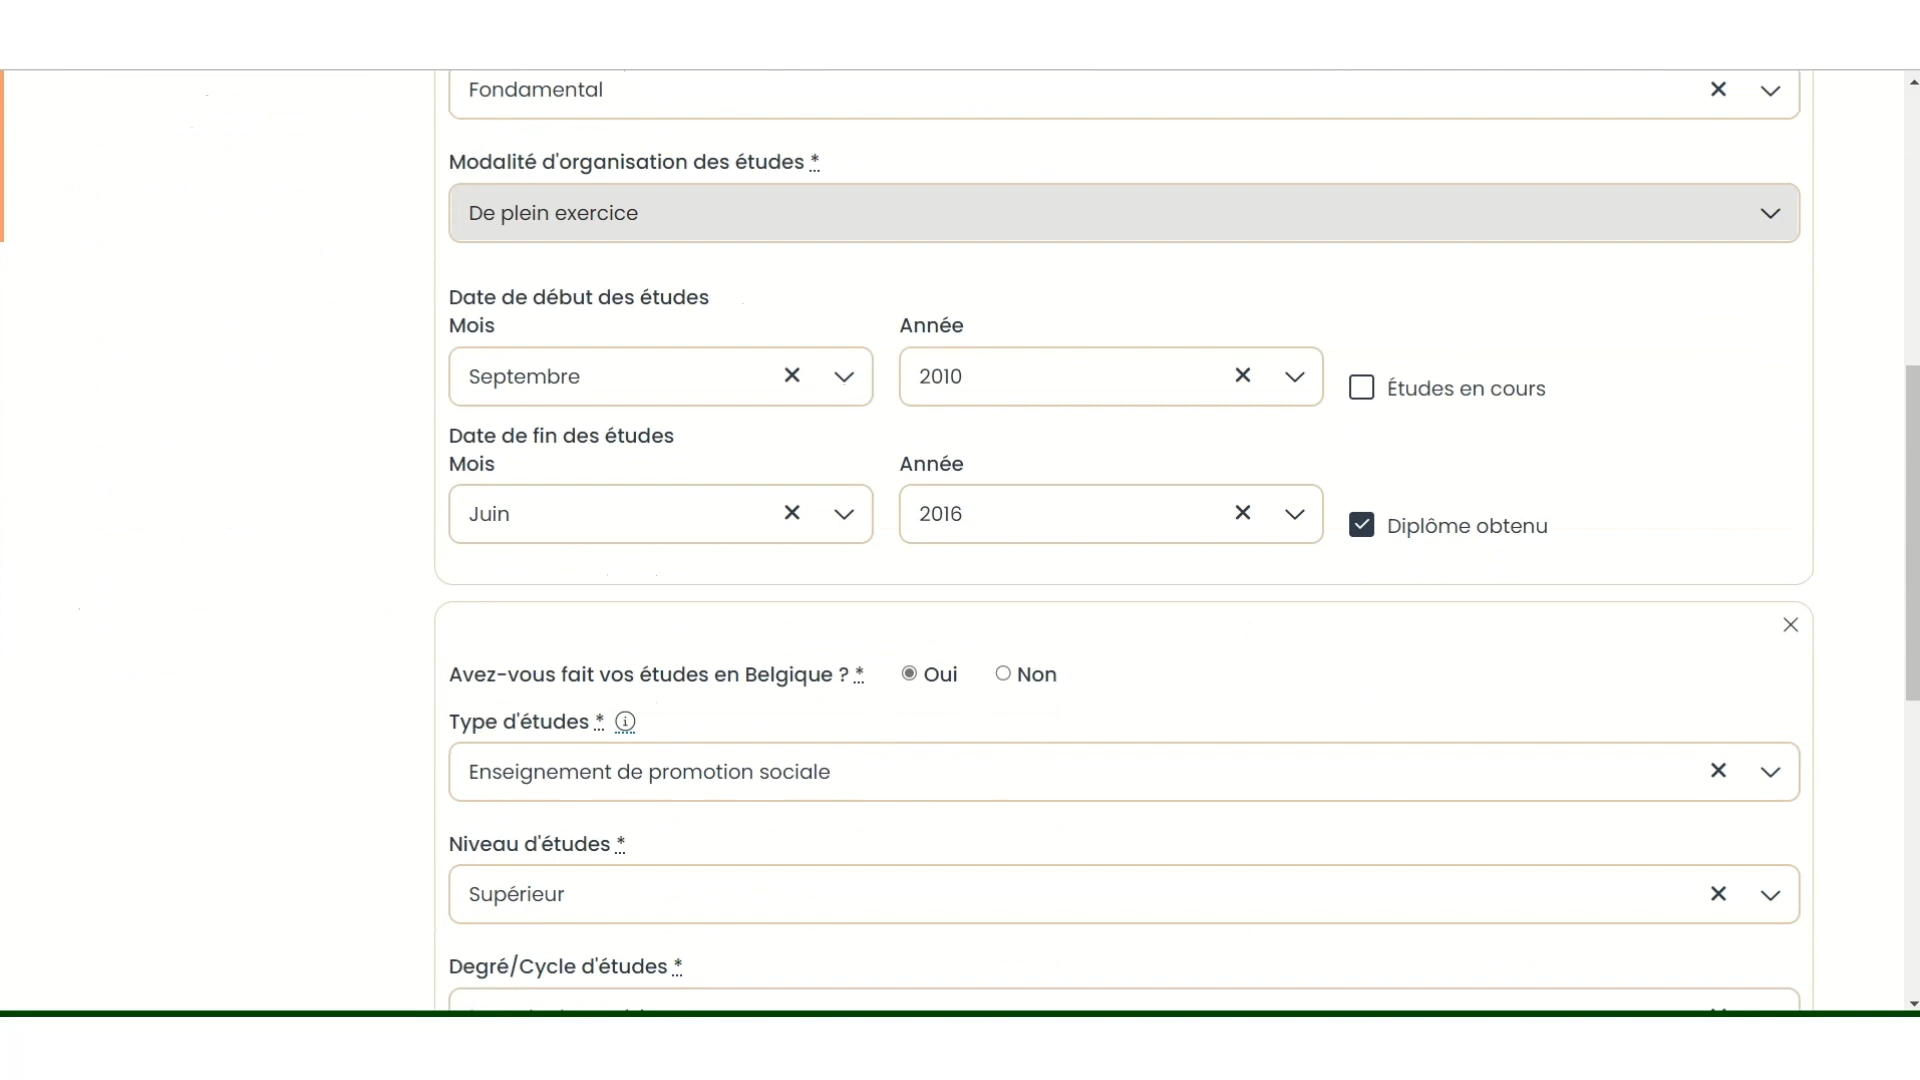 Fondamental
Modalité d'organisation des études *
De plein exercice
Date de début des études
Mois
Année
Septembre
2010
Études en cours
Date de fin des études
Mois
Année
Juin
2016
Diplôme obtenu
Avez-vous fait vos études en Belgique ? * Oui Non
Type d'études *
Enseignement de promotion sociale
Niveau d'études *
Supérieur
Degré/Cycle d'études *